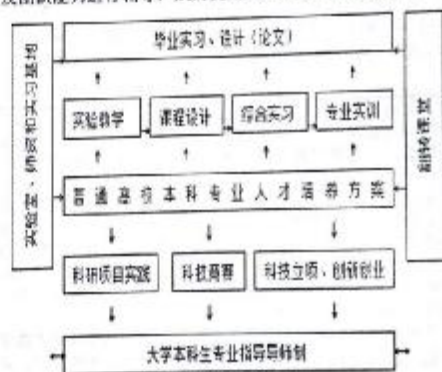 毕业实习、设计(论文)
实验室、师资和实习基地
翻转课堂
实验教学
课程设计
综合实习
专业实训
普通高校本科专业人才培养方案
科研项目实践
科技竞赛
科技立项、创新创业
大学本科生专业指导导师制